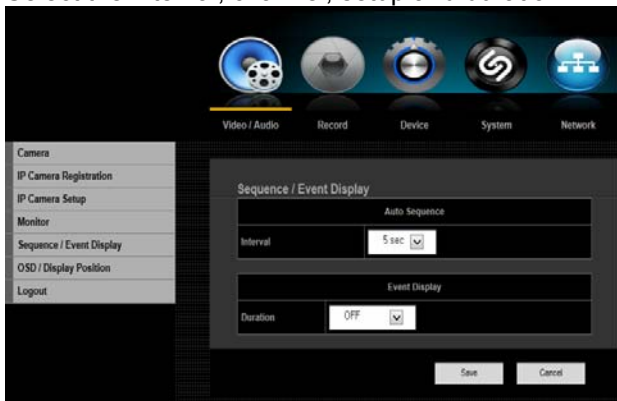 Video / Audio Record Device System Network
Camera
IP Camera Registration
IP Camera Setup
Monitor
Sequence / Event Display
OSD / Display Position
Logout
Sequence / Event Display
Auto Sequence
Interval 5 sec
Event Display
Duration OFF
Save Cancel